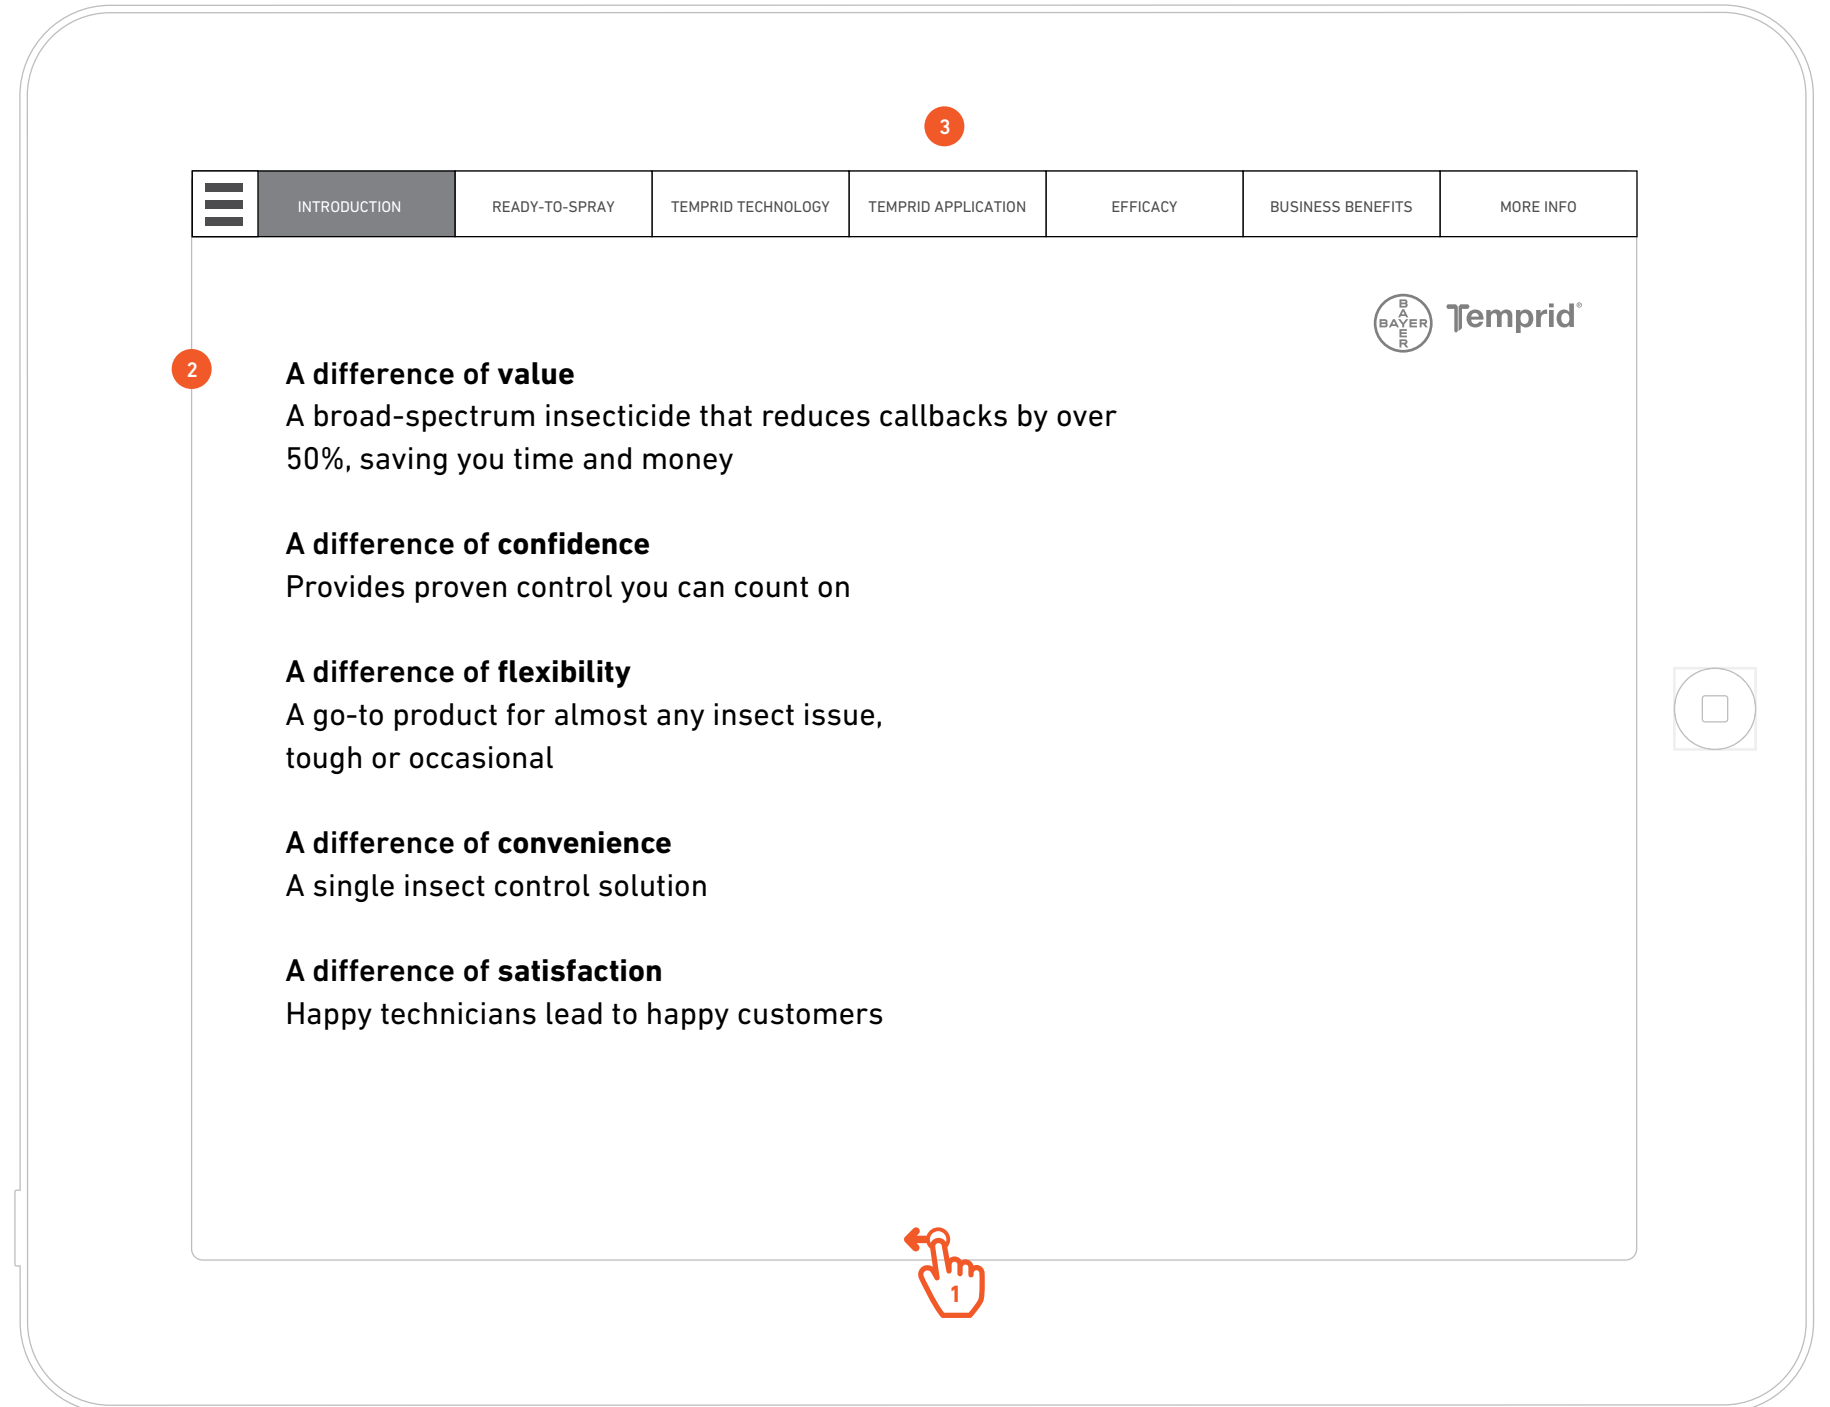 3
INTRODUCTION
READY-TO-SPRAY
TEMPRID TECHNOLOGY
TEMPRID APPLICATION
EFFICACY
BUSINESS BENEFITS
MORE INFO
BAYER
BAYER
Temprid®
2
A difference of value
A broad-spectrum insecticide that reduces callbacks by over
50%, saving you time and money
A difference of confidence
Provides proven control you can count on
A difference of flexibility
A go-to product for almost any insect issue,
tough or occasional
A difference of convenience
A single insect control solution
A difference of satisfaction
Happy technicians lead to happy customers
1